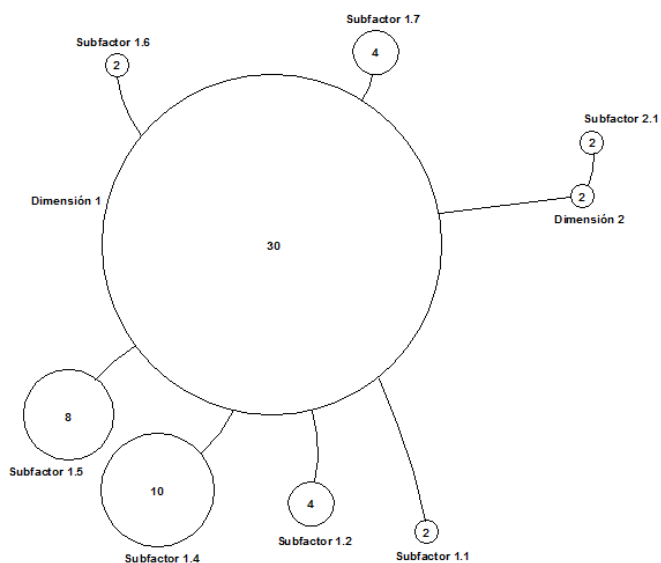 Subfactor 1.7
Subfactor 1.6
4
2
Subfactor 2.1
2
Dimensión 1
2
Dimensión 2
30
8
Subfactor 1.5
10
4
2
Subfactor 1.2
Subfactor 1.4
Subfactor 1.1